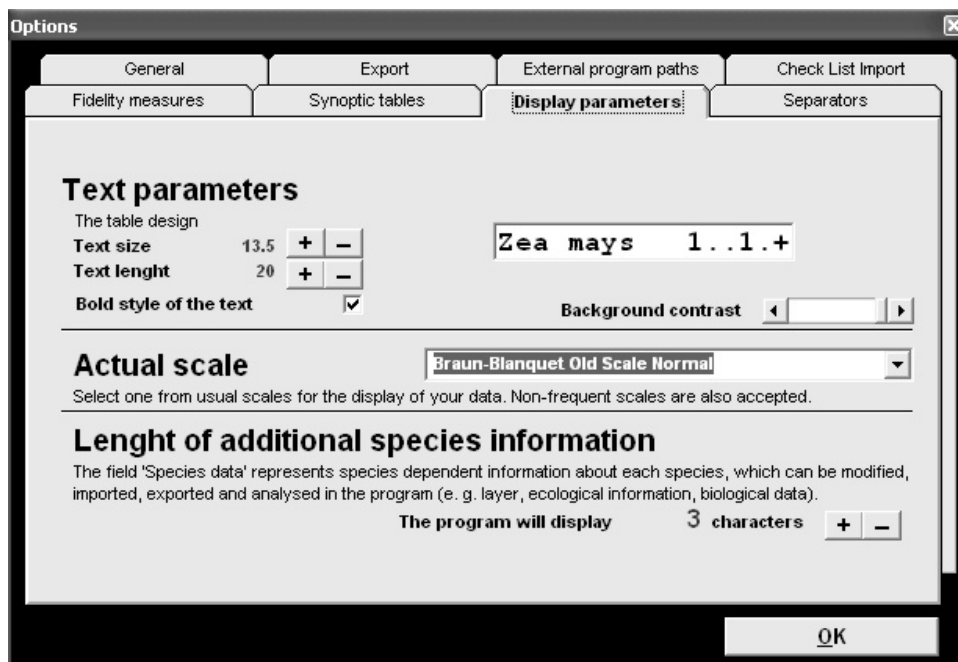 Options
General Export External program paths Check List Import
Fidelity measures Synoptic tables Display parameters Separators
Text parameters
The table design
Text size 13.5 + –
Zea mays 1..1.+
Text lenght 20 + –
Bold style of the text
Background contrast
Actual scale Braun-Blanquet Old Scale Normal
Select one from usual scales for the display of your data. Non-frequent scales are also accepted.
Lenght of additional species information
The field 'Species data' represents species dependent information about each species, which can be modified,
imported, exported and analysed in the program (e. g. layer, ecological information, biological data).
The program will display 3 characters + –
OK